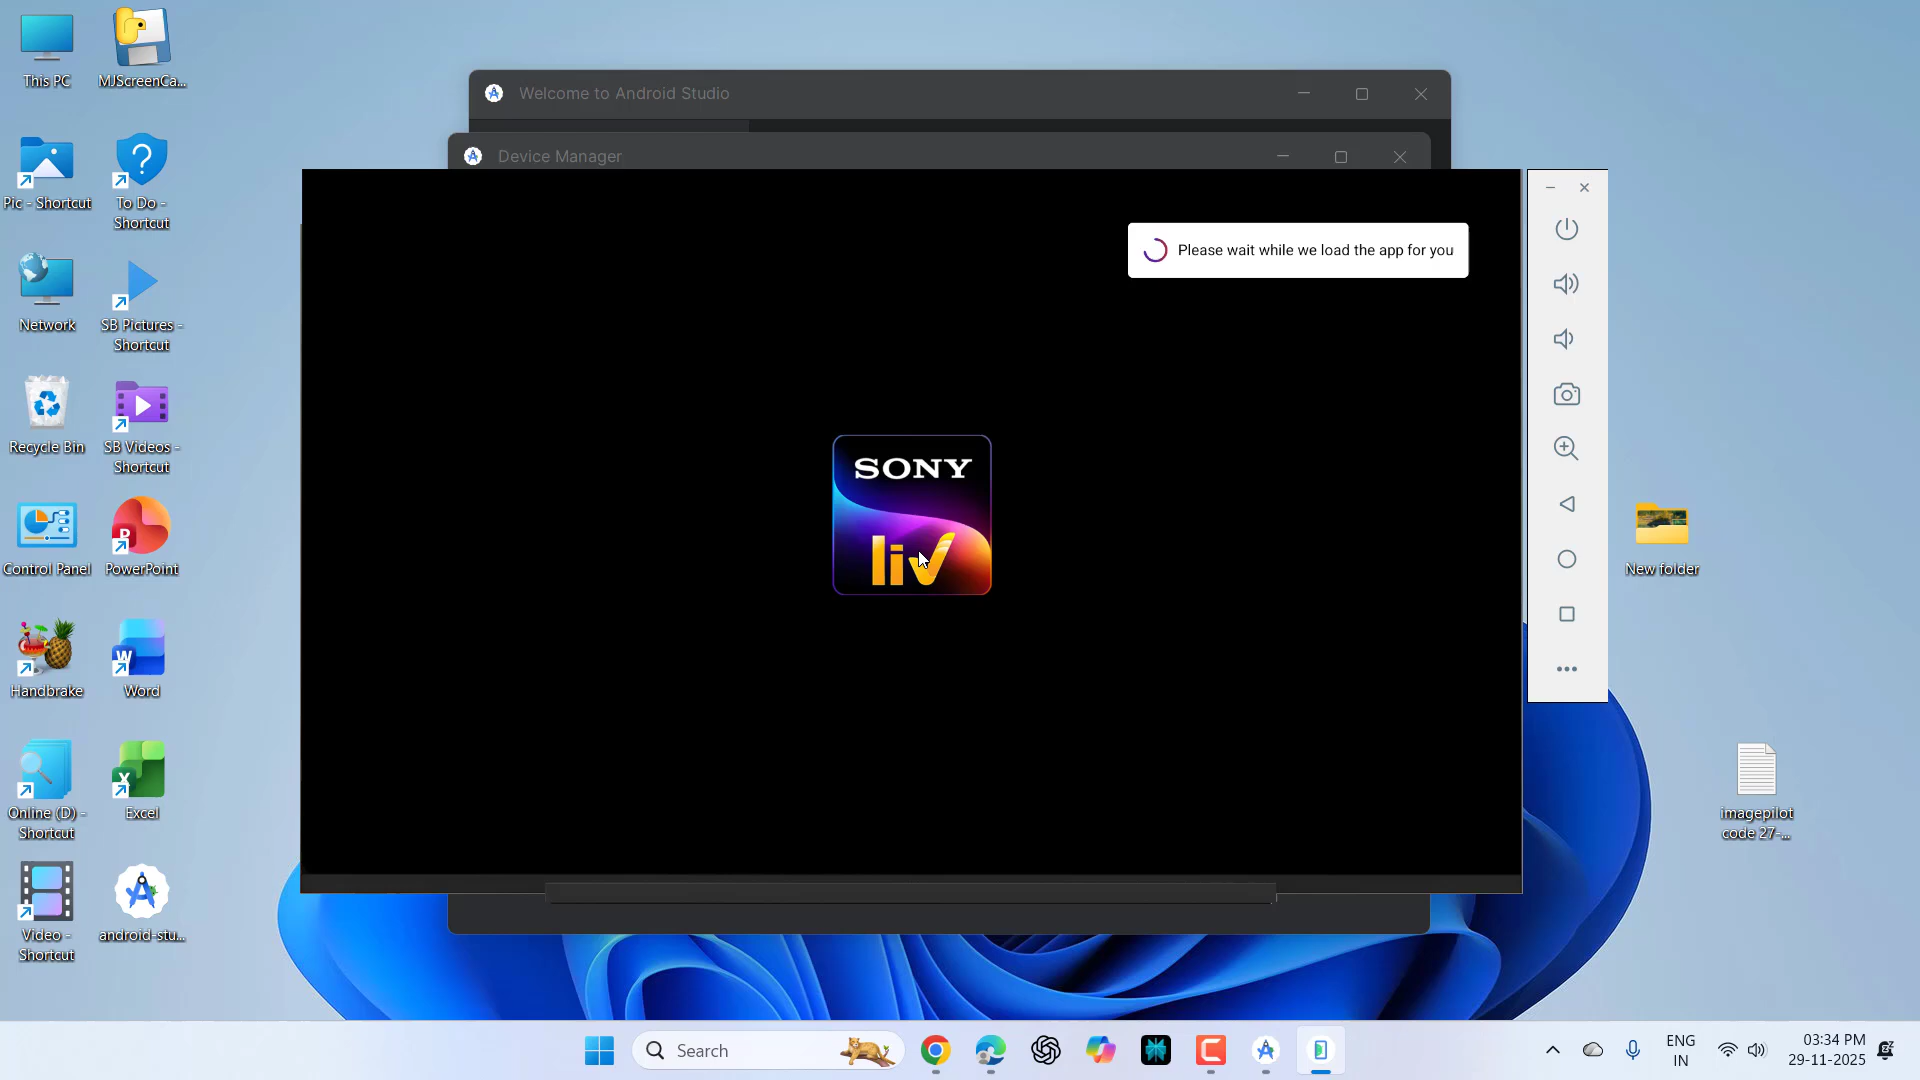 This PC
MJScreenCa...
Pic - Shortcut
To Do -
Shortcut
Network
SB Pictures -
Shortcut
Recycle Bin
SB Videos -
Shortcut
Control Panel
PowerPoint
Handbrake
Word
Online (D) -
Shortcut
Excel
Video -
Shortcut
android-stu...
Welcome to Android Studio
Device Manager
Please wait while we load the app for you
SONY
liv
New folder
imagepilot
code 27-...
Search
ENG
IN
03:34 PM
29-11-2025